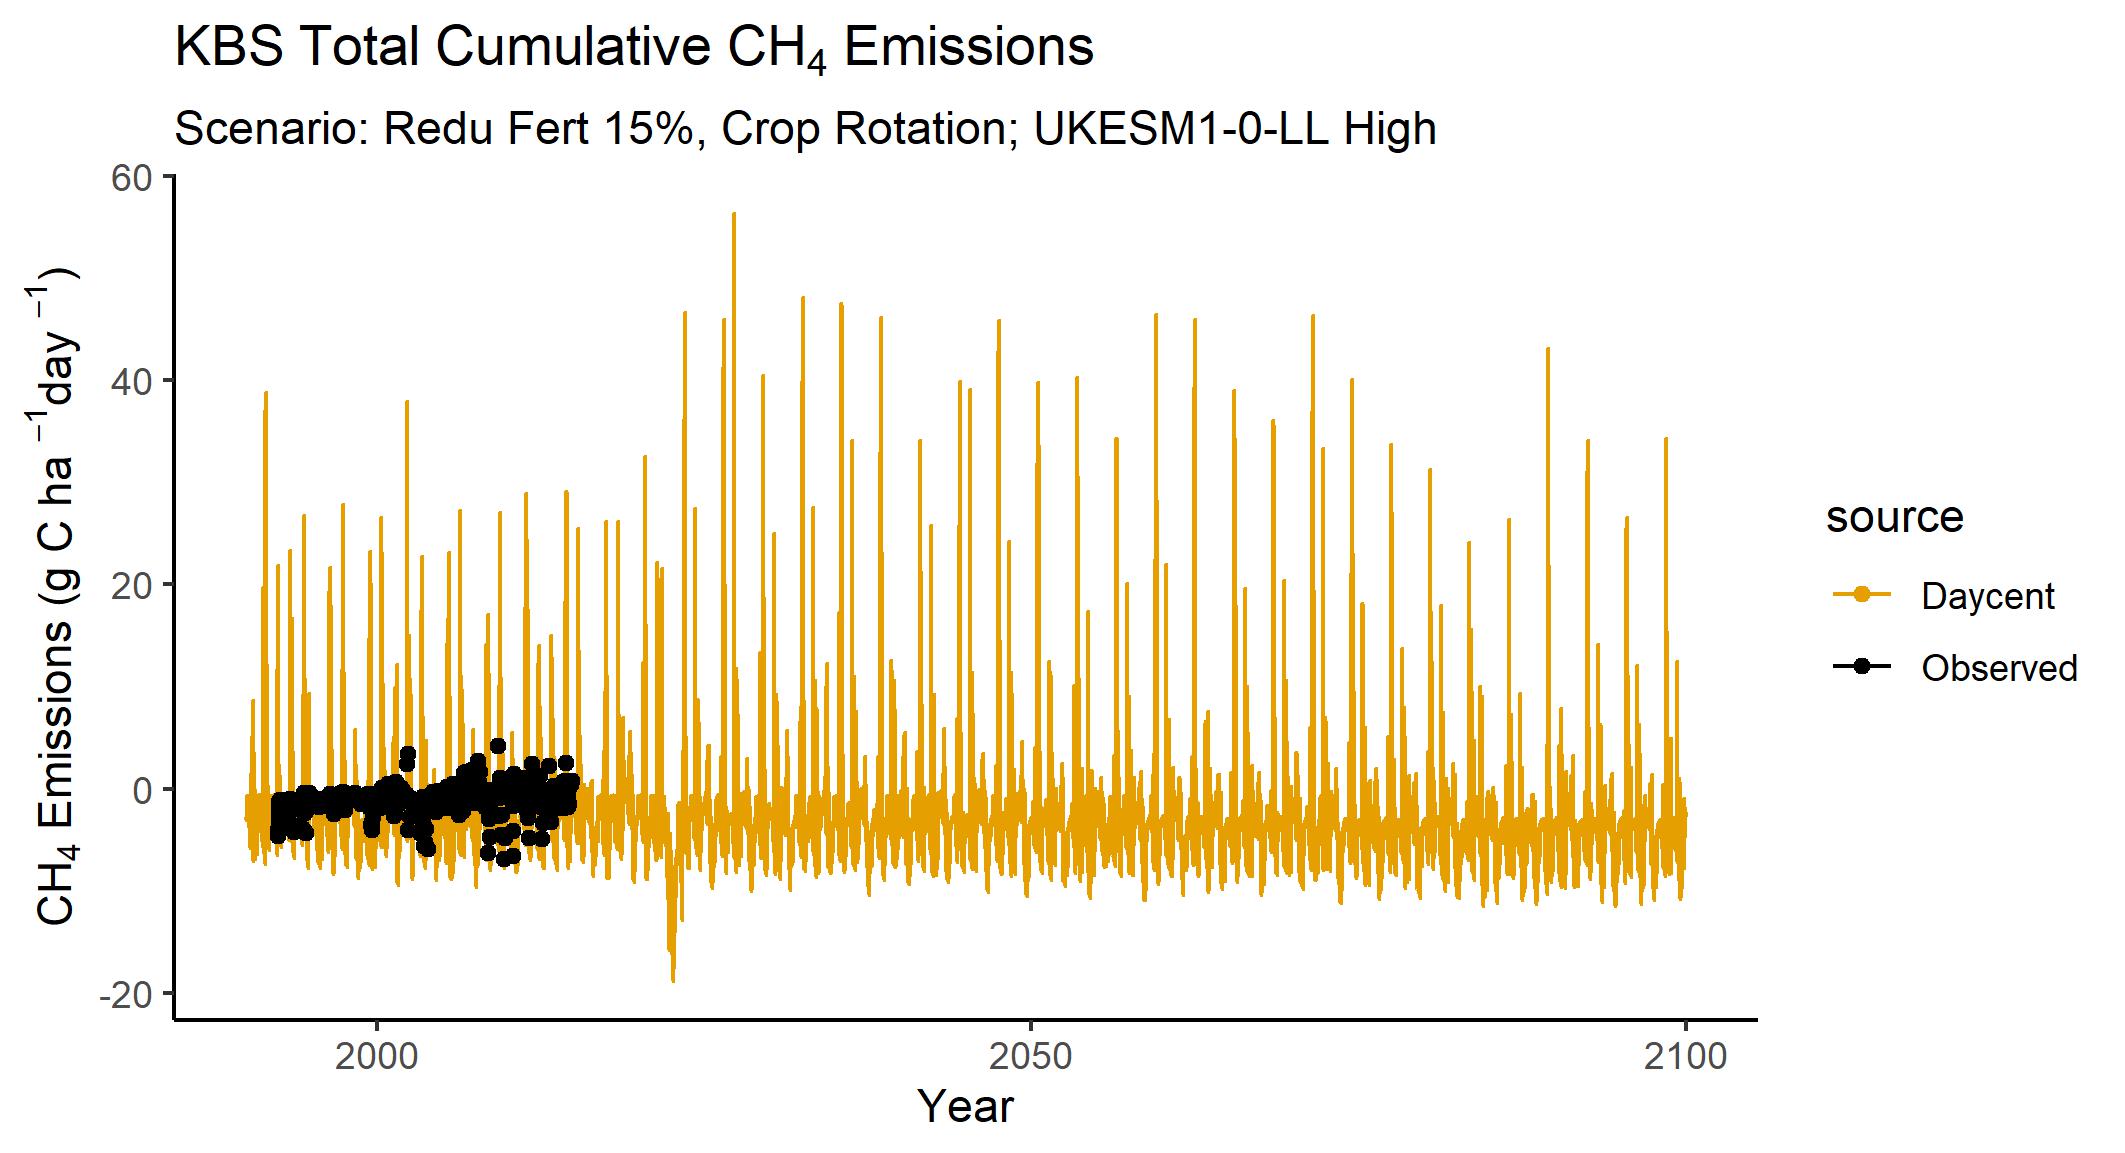 KBS Total Cumulative CH₄ Emissions
Scenario: Redu Fert 15%, Crop Rotation; UKESM1-0-LL High
CH₄ Emissions (g C ha ⁻¹day ⁻¹)
60
40
20
0
-20
2000
2050
2100
Year
source
Daycent
Observed